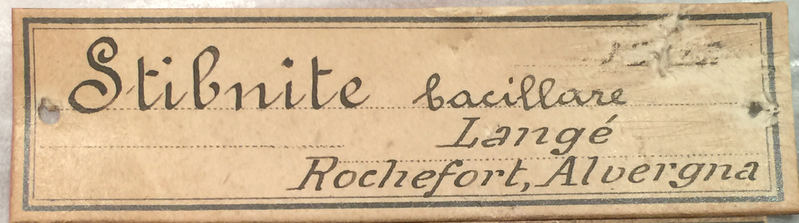 Stibnite bacillare
Langé
Rochefort, Alvergna